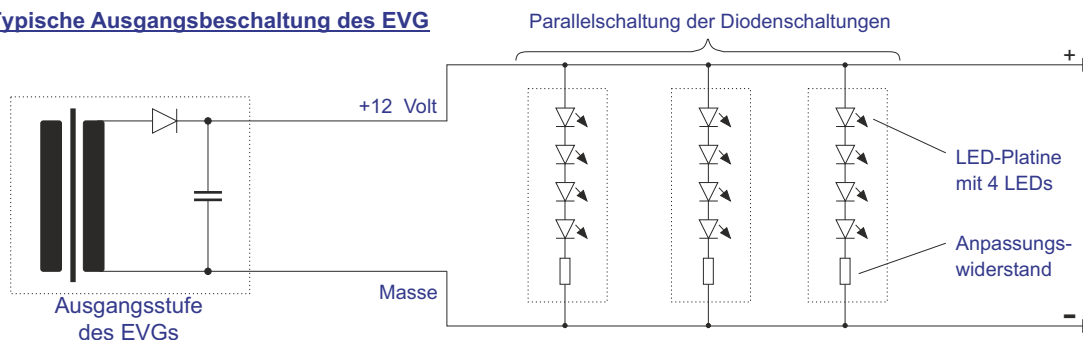 Typische Ausgangsbeschaltung des EVG
Parallelschaltung der Diodenschaltungen
+
+12 Volt
LED-Platine
mit 4 LEDs
Anpassungs-
widerstand
Masse
Ausgangsstufe
des EVGs
-